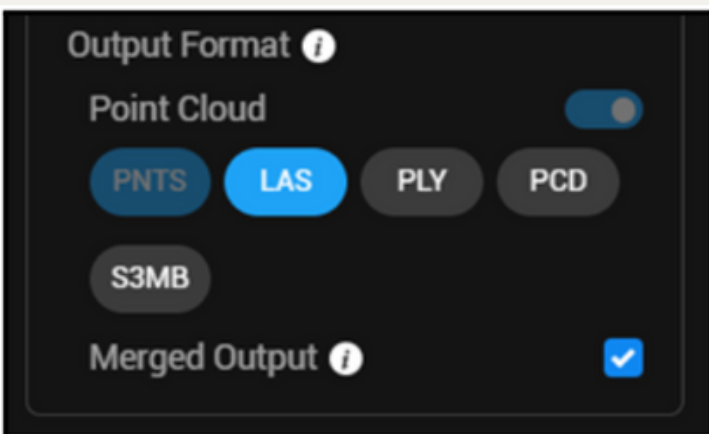 Output Format i
Point Cloud
PNTS LAS PLY PCD
S3MB
Merged Output i